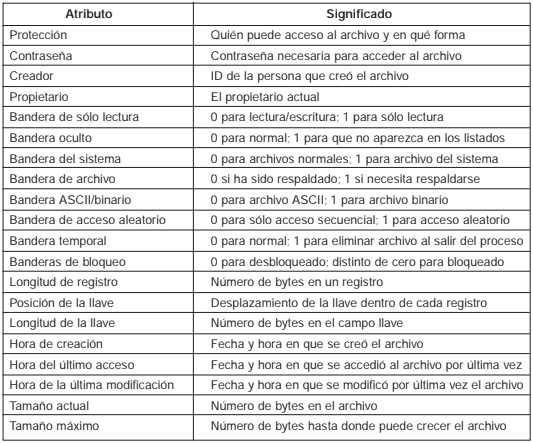 Atributo Significado
Protección Quién puede acceso al archivo y en qué forma
Contraseña Contraseña necesaria para acceder al archivo
Creador ID de la persona que creó el archivo
Propietario El propietario actual
Bandera de sólo lectura 0 para lectura/escritura; 1 para sólo lectura
Bandera oculto 0 para normal; 1 para que no aparezca en los listados
Bandera del sistema 0 para archivos normales; 1 para archivo del sistema
Bandera de archivo 0 si ha sido respaldado; 1 si necesita respaldarse
Bandera ASCII/binario 0 para archivo ASCII; 1 para archivo binario
Bandera de acceso aleatorio 0 para sólo acceso secuencial; 1 para acceso aleatorio
Bandera temporal 0 para normal; 1 para eliminar archivo al salir del proceso
Banderas de bloqueo 0 para desbloqueado; distinto de cero para bloqueado
Longitud de registro Número de bytes en un registro
Posición de la llave Desplazamiento de la llave dentro de cada registro
Longitud de la llave Número de bytes en el campo llave
Hora de creación Fecha y hora en que se creó el archivo
Hora del último acceso Fecha y hora en que se accedió al archivo por última vez
Hora de la última modificación Fecha y hora en que se modificó por última vez el archivo
Tamaño actual Número de bytes en el archivo
Tamaño máximo Número de bytes hasta donde puede crecer el archivo